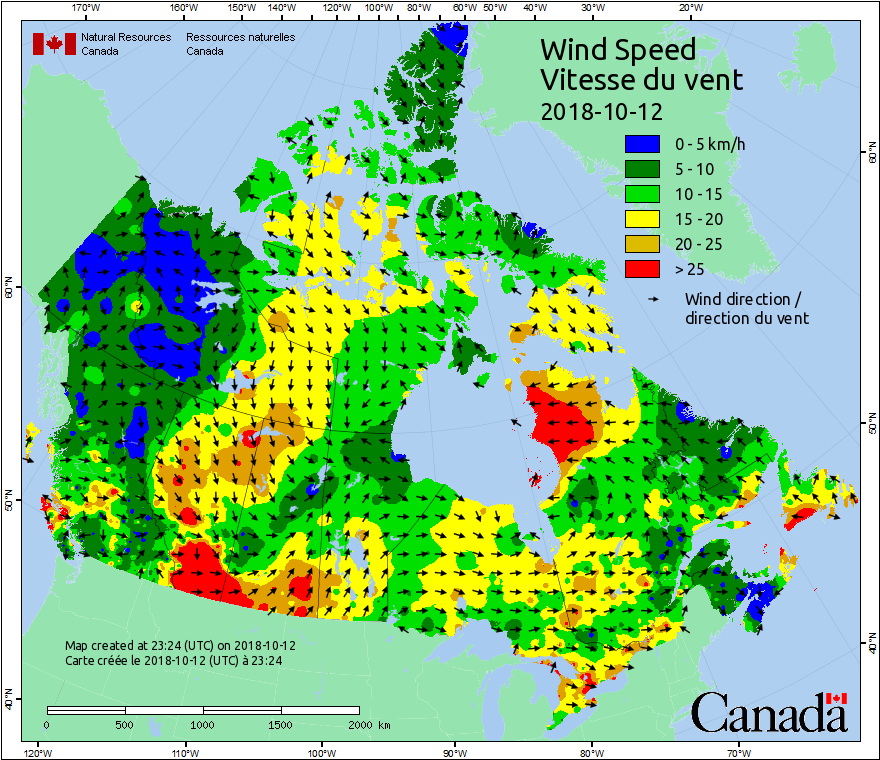 170°W 160°W 150°W 140°W 130°W 120°W 110°W 100°W 90°W 80°W 60°W 50°W 40°W 30°W 20°W
Natural Resources Ressources naturelles
Canada Canada
Wind Speed
Vitesse du vent
2018-10-12
0 - 5 km/h
5 - 10
10 - 15
15 - 20
20 - 25
> 25
Wind direction /
direction du vent
60°N
60°N
50°N
50°N
40°N
40°N
Map created at 23:24 (UTC) on 2018-10-12
Carte créée le 2018-10-12 (UTC) à 23:24
0 500 1000 1500 2000 km
Canada
120°W 110°W 100°W 90°W 80°W 70°W